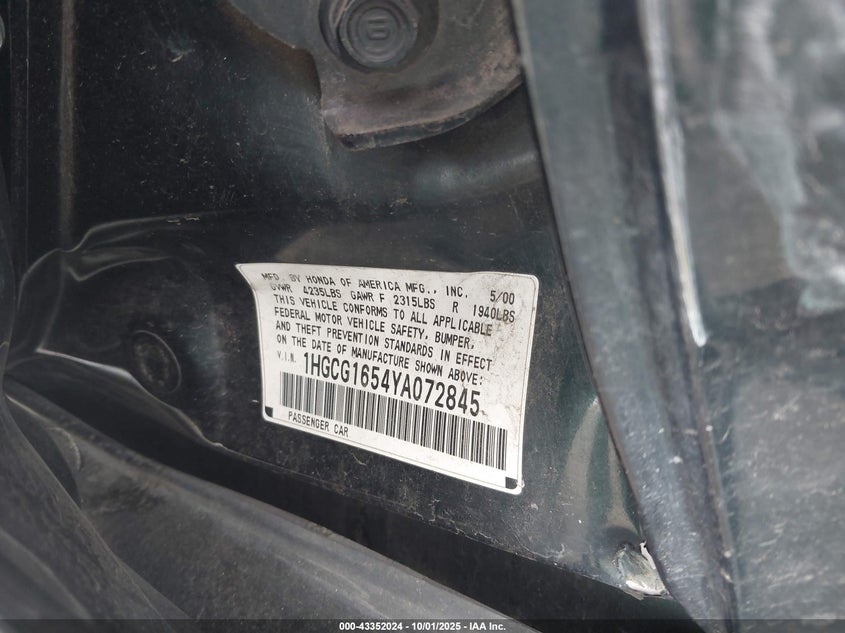 MFD. BY HONDA OF AMERICA MFG., INC. 5/00
GVWR 4235LBS GAWR F 2315LBS R 1940LBS
THIS VEHICLE CONFORMS TO ALL APPLICABLE
FEDERAL MOTOR VEHICLE SAFETY, BUMPER,
AND THEFT PREVENTION STANDARDS IN EFFECT
ON THE DATE OF MANUFACTURE SHOWN ABOVE:
V.I.N. 1HGCG1654YA072845
PASSENGER CAR
000-43352024 - 10/01/2025 - IAA Inc.